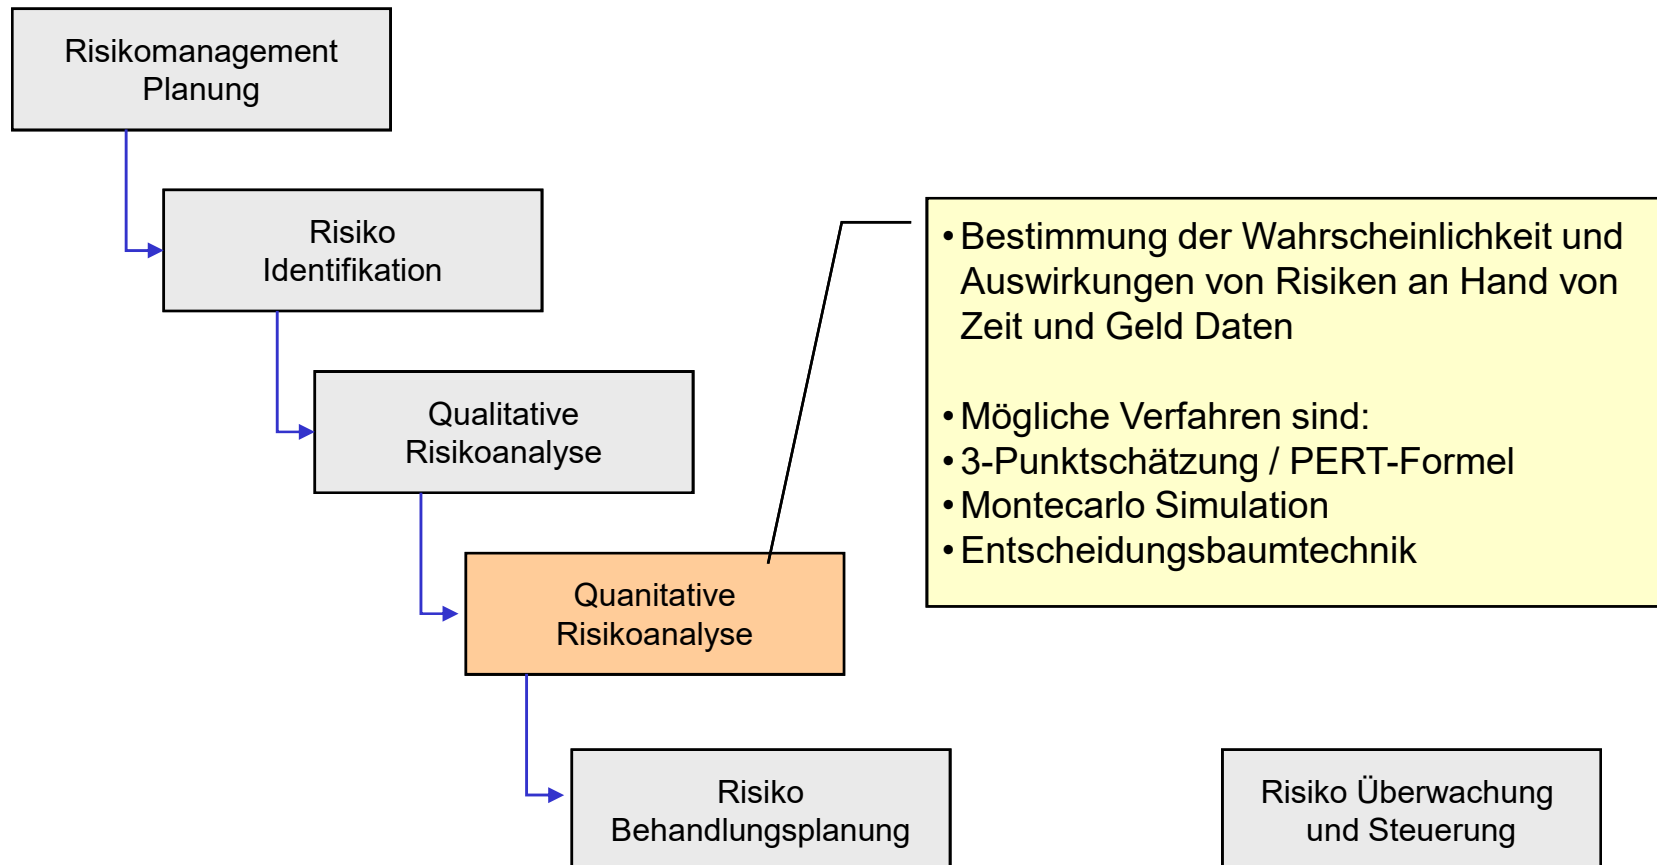 Risikomanagement
Planung
Risiko
Identifikation
Qualitative
Risikoanalyse
Quanitative
Risikoanalyse
• Bestimmung der Wahrscheinlichkeit und
Auswirkungen von Risiken an Hand von
Zeit und Geld Daten
• Mögliche Verfahren sind:
• 3-Punktschätzung / PERT-Formel
• Montecarlo Simulation
• Entscheidungsbaumtechnik
Risiko
Behandlungsplanung
Risiko Überwachung
und Steuerung